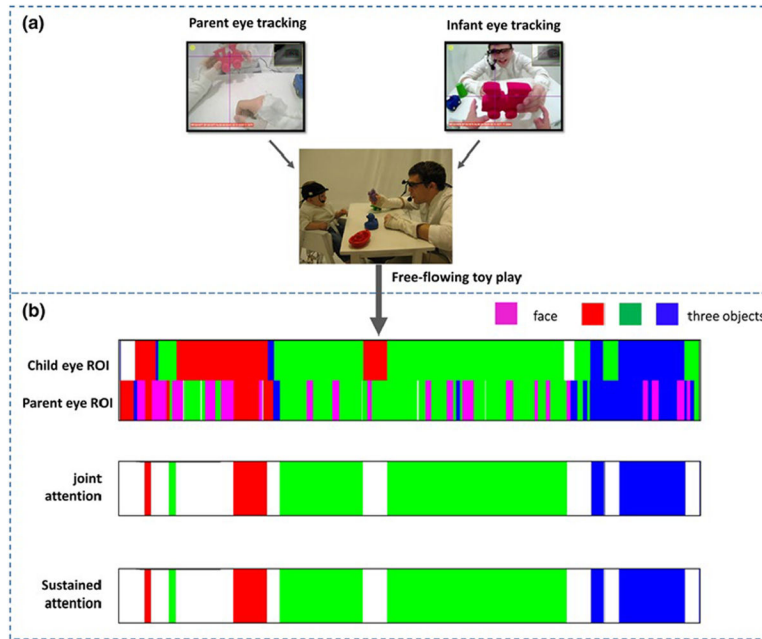 (a)
Parent eye tracking
Infant eye tracking
Free-flowing toy play
(b)
face
three objects
Child eye ROI
Parent eye ROI
joint
attention
Sustained
attention